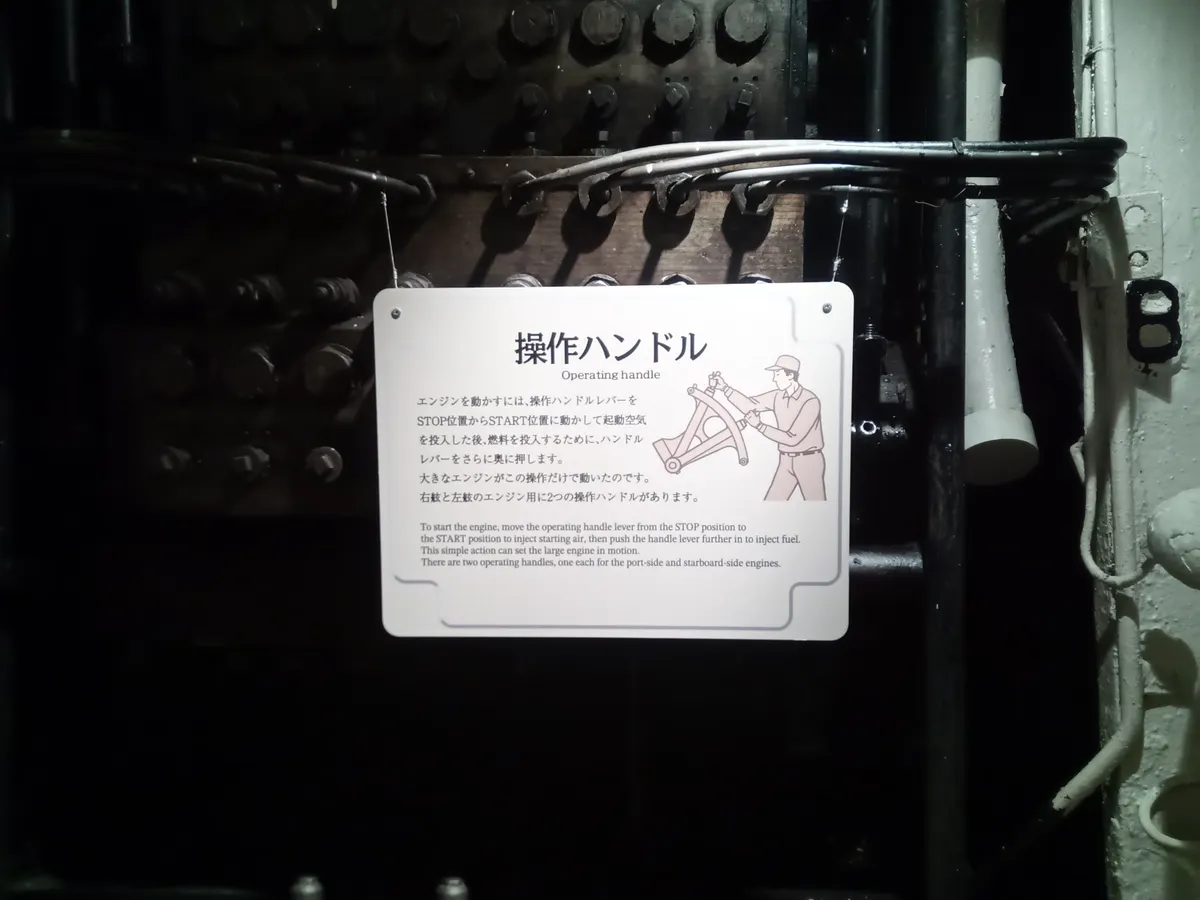 操作ハンドル
Operating handle
エンジンを動かすには、操作ハンドルレバーを
STOP位置からSTART位置に動かして起動空気
を投入した後、燃料を投入するために、ハンドル
レバーをさらに奥に押します。
大きなエンジンがこの操作だけで動いたのです。
右舷と左舷のエンジン用に2つの操作ハンドルがあります。
To start the engine, move the operating handle lever from the STOP position to
the START position to inject starting air, then push the handle lever further in to inject fuel.
This simple action can set the large engine in motion.
There are two operating handles, one each for the port-side and starboard-side engines.